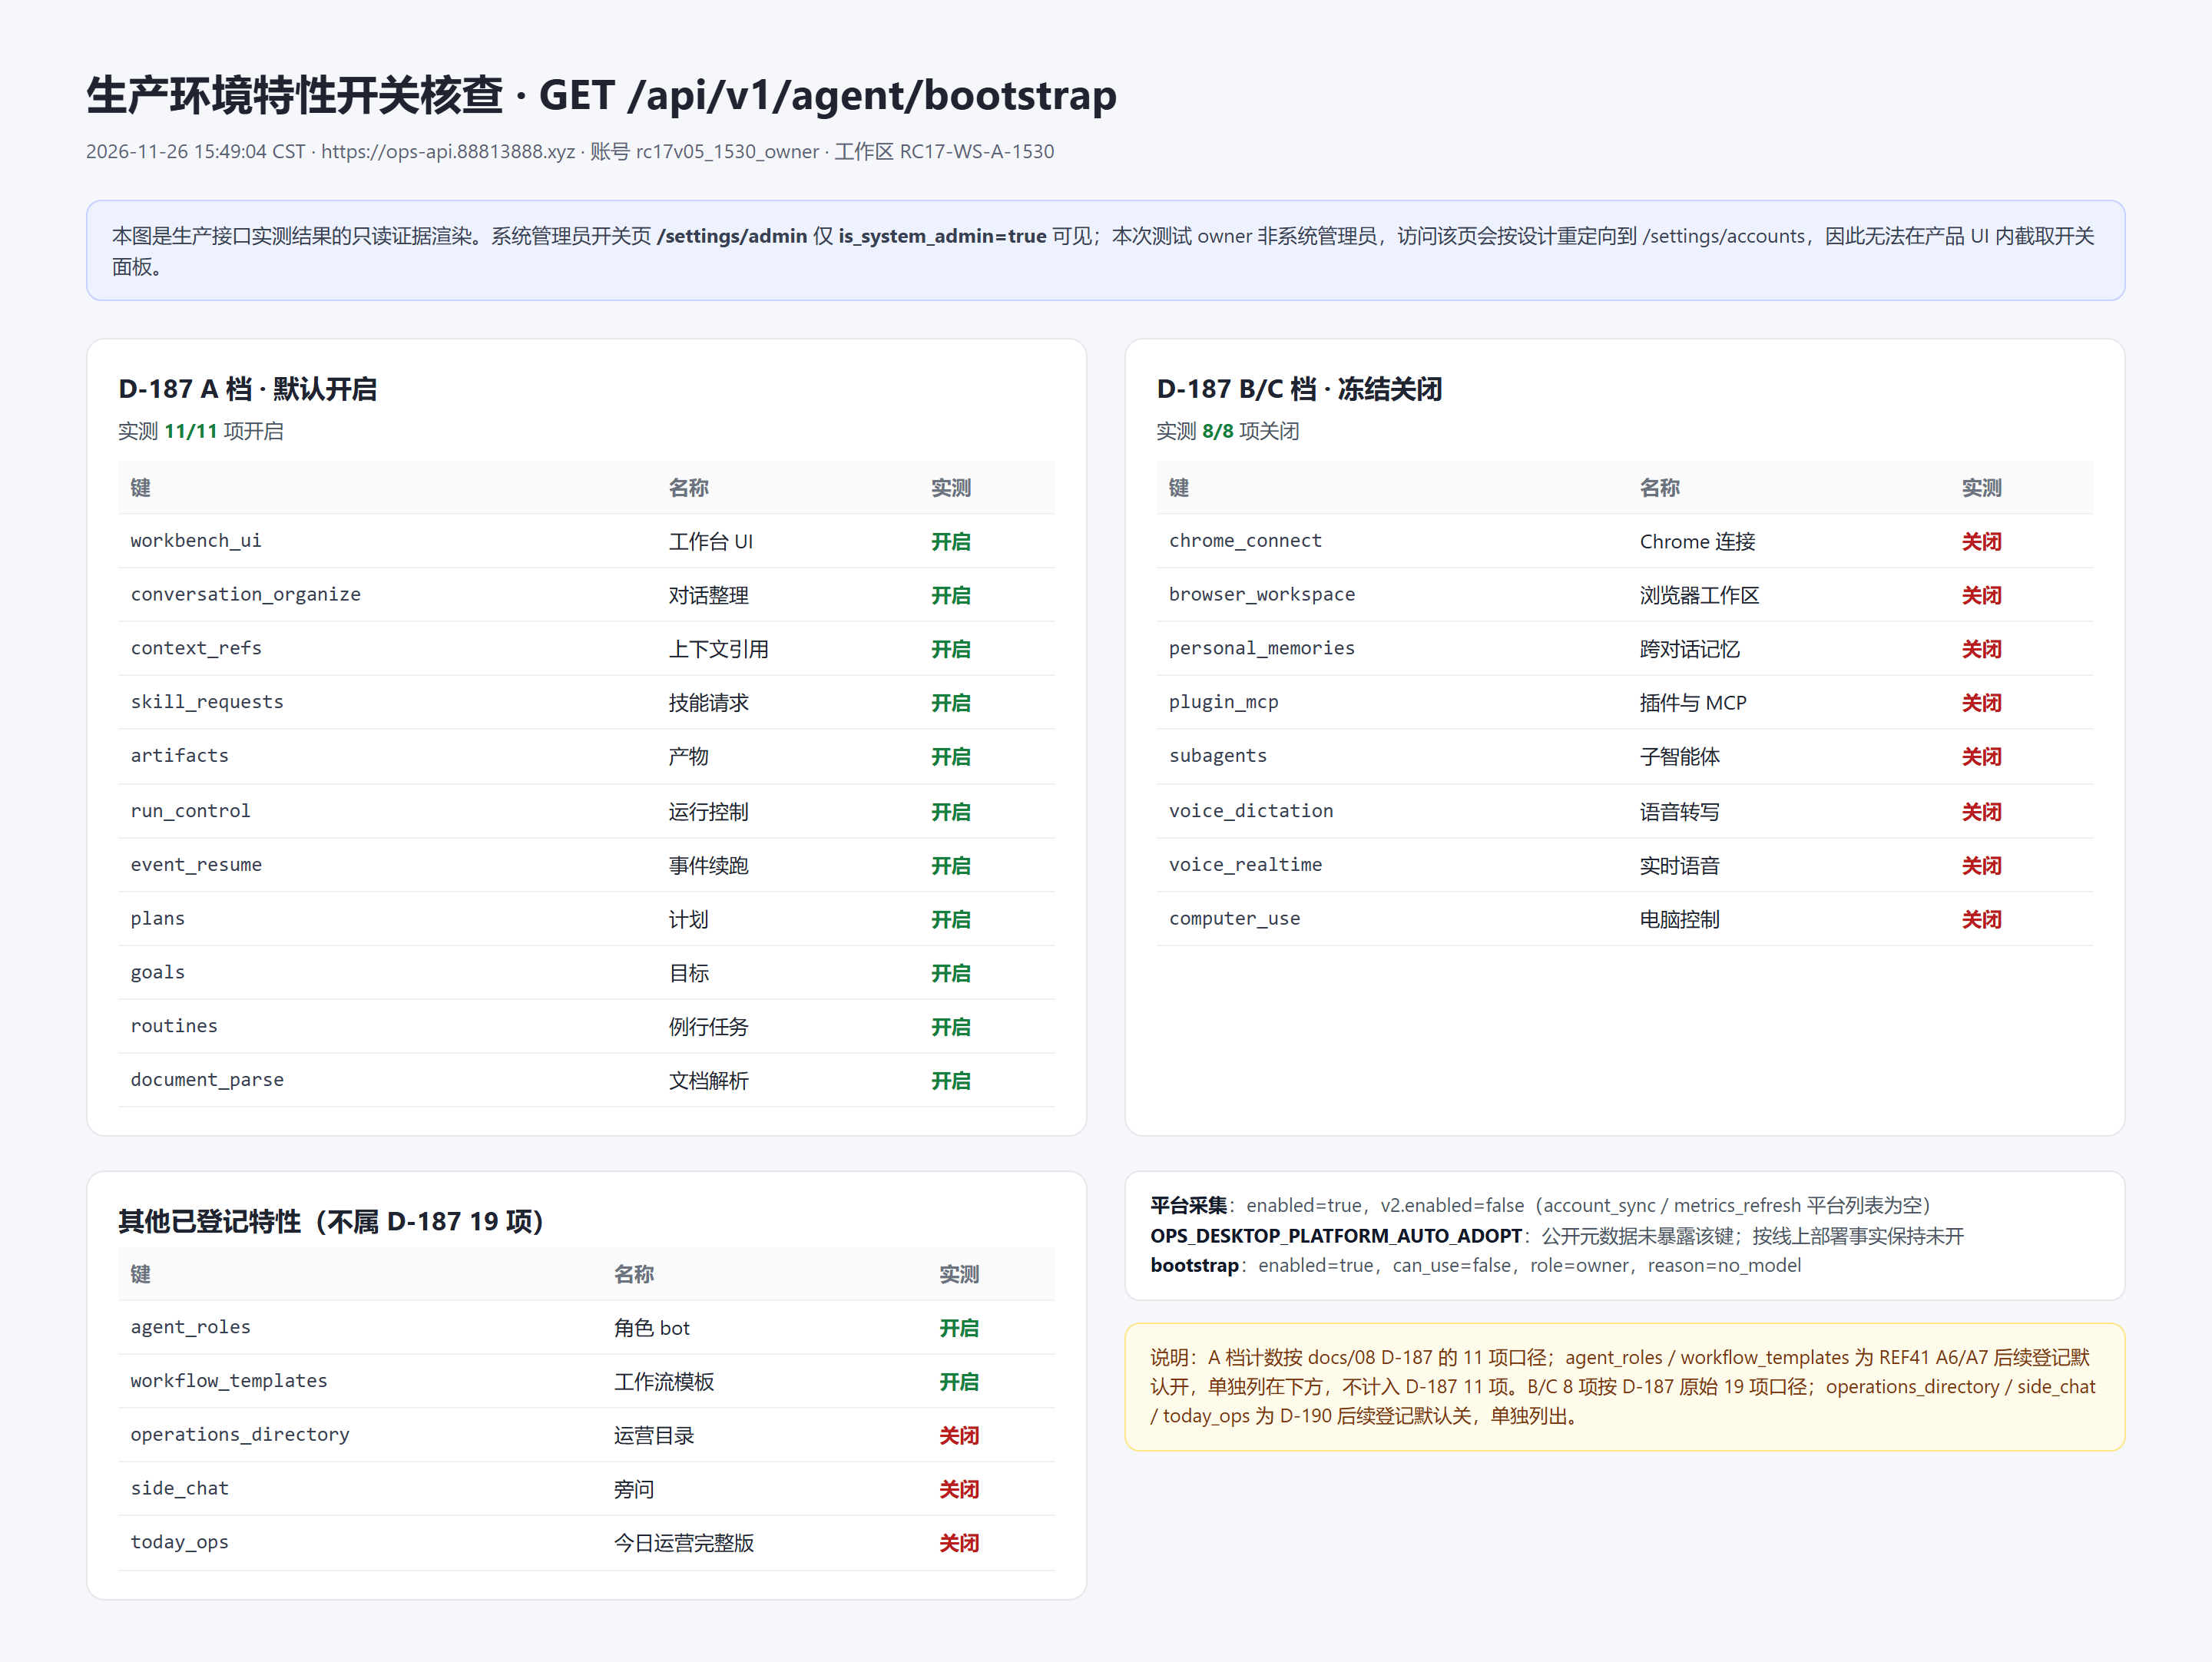 生产环境特性开关核查 · GET /api/v1/agent/bootstrap
2026-11-26 15:49:04 CST · https://ops-api.88813888.xyz · 账号 rc17v05_1530_owner · 工作区 RC17-WS-A-1530
本图是生产接口实测结果的只读证据渲染。系统管理员开关页 /settings/admin 仅 is_system_admin=true 可见；本次测试 owner 非系统管理员，访问该页会按设计重定向到 /settings/accounts，因此无法在产品 UI 内截取开关
面板。
D-187 A 档 · 默认开启
实测 11/11 项开启
键 名称 实测
workbench_ui 工作台 UI 开启
conversation_organize 对话整理 开启
context_refs 上下文引用 开启
skill_requests 技能请求 开启
artifacts 产物 开启
run_control 运行控制 开启
event_resume 事件续跑 开启
plans 计划 开启
goals 目标 开启
routines 例行任务 开启
document_parse 文档解析 开启
D-187 B/C 档 · 冻结关闭
实测 8/8 项关闭
键 名称 实测
chrome_connect Chrome 连接 关闭
browser_workspace 浏览器工作区 关闭
personal_memories 跨对话记忆 关闭
plugin_mcp 插件与 MCP 关闭
subagents 子智能体 关闭
voice_dictation 语音转写 关闭
voice_realtime 实时语音 关闭
computer_use 电脑控制 关闭
其他已登记特性（不属 D-187 19 项）
键 名称 实测
agent_roles 角色 bot 开启
workflow_templates 工作流模板 开启
operations_directory 运营目录 关闭
side_chat 旁问 关闭
today_ops 今日运营完整版 关闭
平台采集：enabled=true，v2.enabled=false（account_sync / metrics_refresh 平台列表为空）
OPS_DESKTOP_PLATFORM_AUTO_ADOPT：公开元数据未暴露该键；按线上部署事实保持未开
bootstrap：enabled=true，can_use=false，role=owner，reason=no_model
说明：A 档计数按 docs/08 D-187 的 11 项口径；agent_roles / workflow_templates 为 REF41 A6/A7 后续登记默
认开，单独列在下方，不计入 D-187 11 项。B/C 8 项按 D-187 原始 19 项口径；operations_directory / side_chat
/ today_ops 为 D-190 后续登记默认关，单独列出。